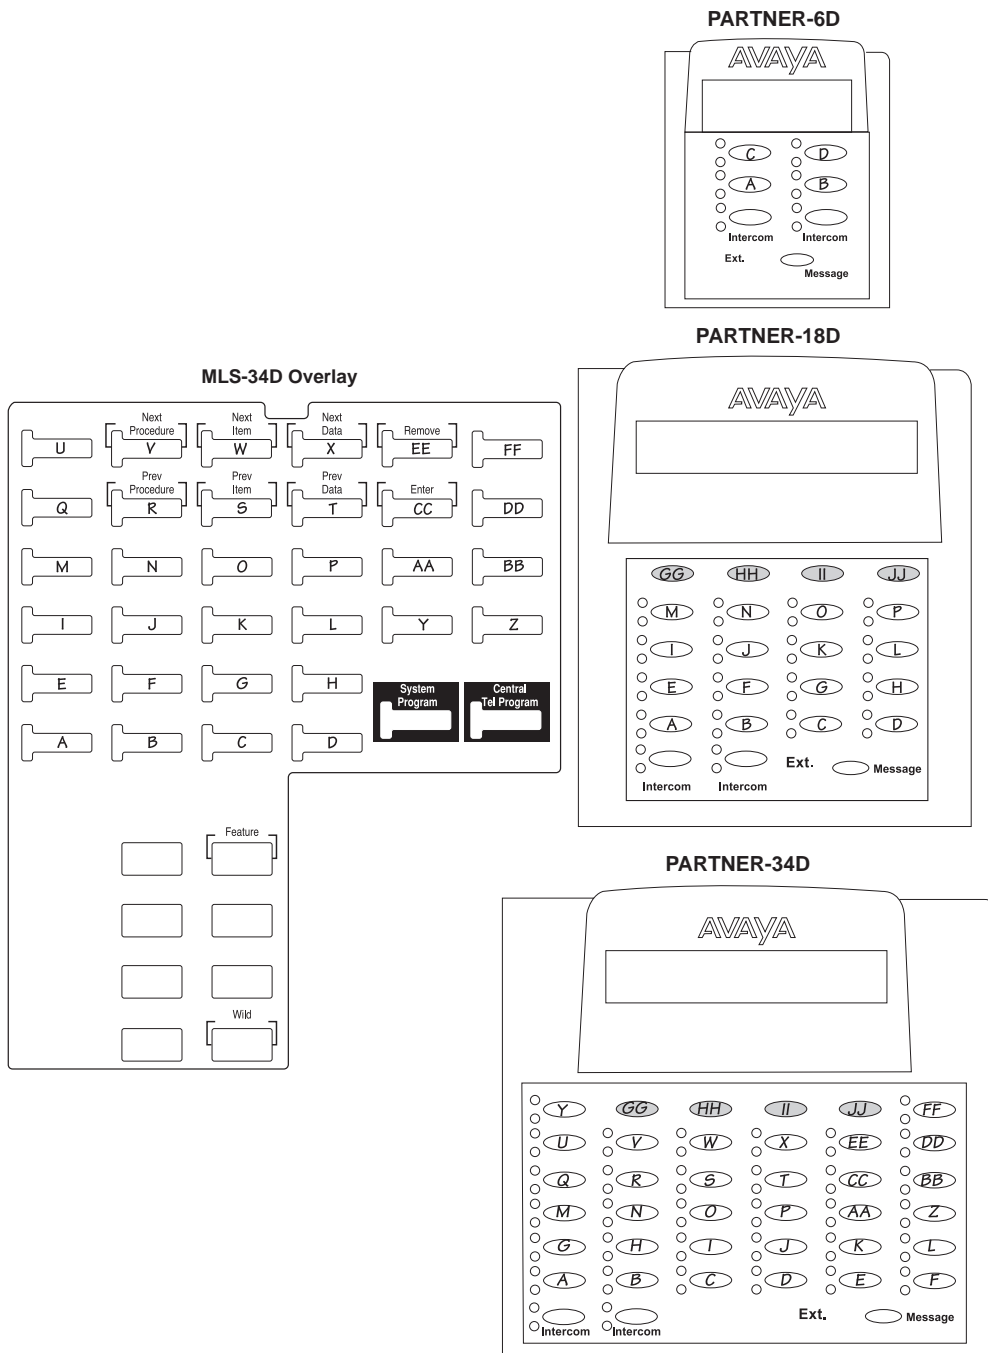 PARTNER-6D
AVAYA
C D
A B
Intercom Intercom
Ext.
Message
PARTNER-18D
AVAYA
GG HH II JJ
M N O P
I J K L
E F G H
A B C D
Ext. Message
Intercom Intercom
MLS-34D Overlay
Next Procedure Next Item Next Data Remove
U V W X EE FF
Prev Procedure Prev Item Prev Data Enter
Q R S T CC DD
M N O P AA BB
I J K L Y Z
E F G H
System Program Central Tel Program
A B C D
Feature
Wild
PARTNER-34D
AVAYA
Y GG HH II JJ FF
U V W X EE DD
Q R S T CC BB
M N O P AA Z
G H I J K L
A B C D E F
Ext. Message
Intercom Intercom